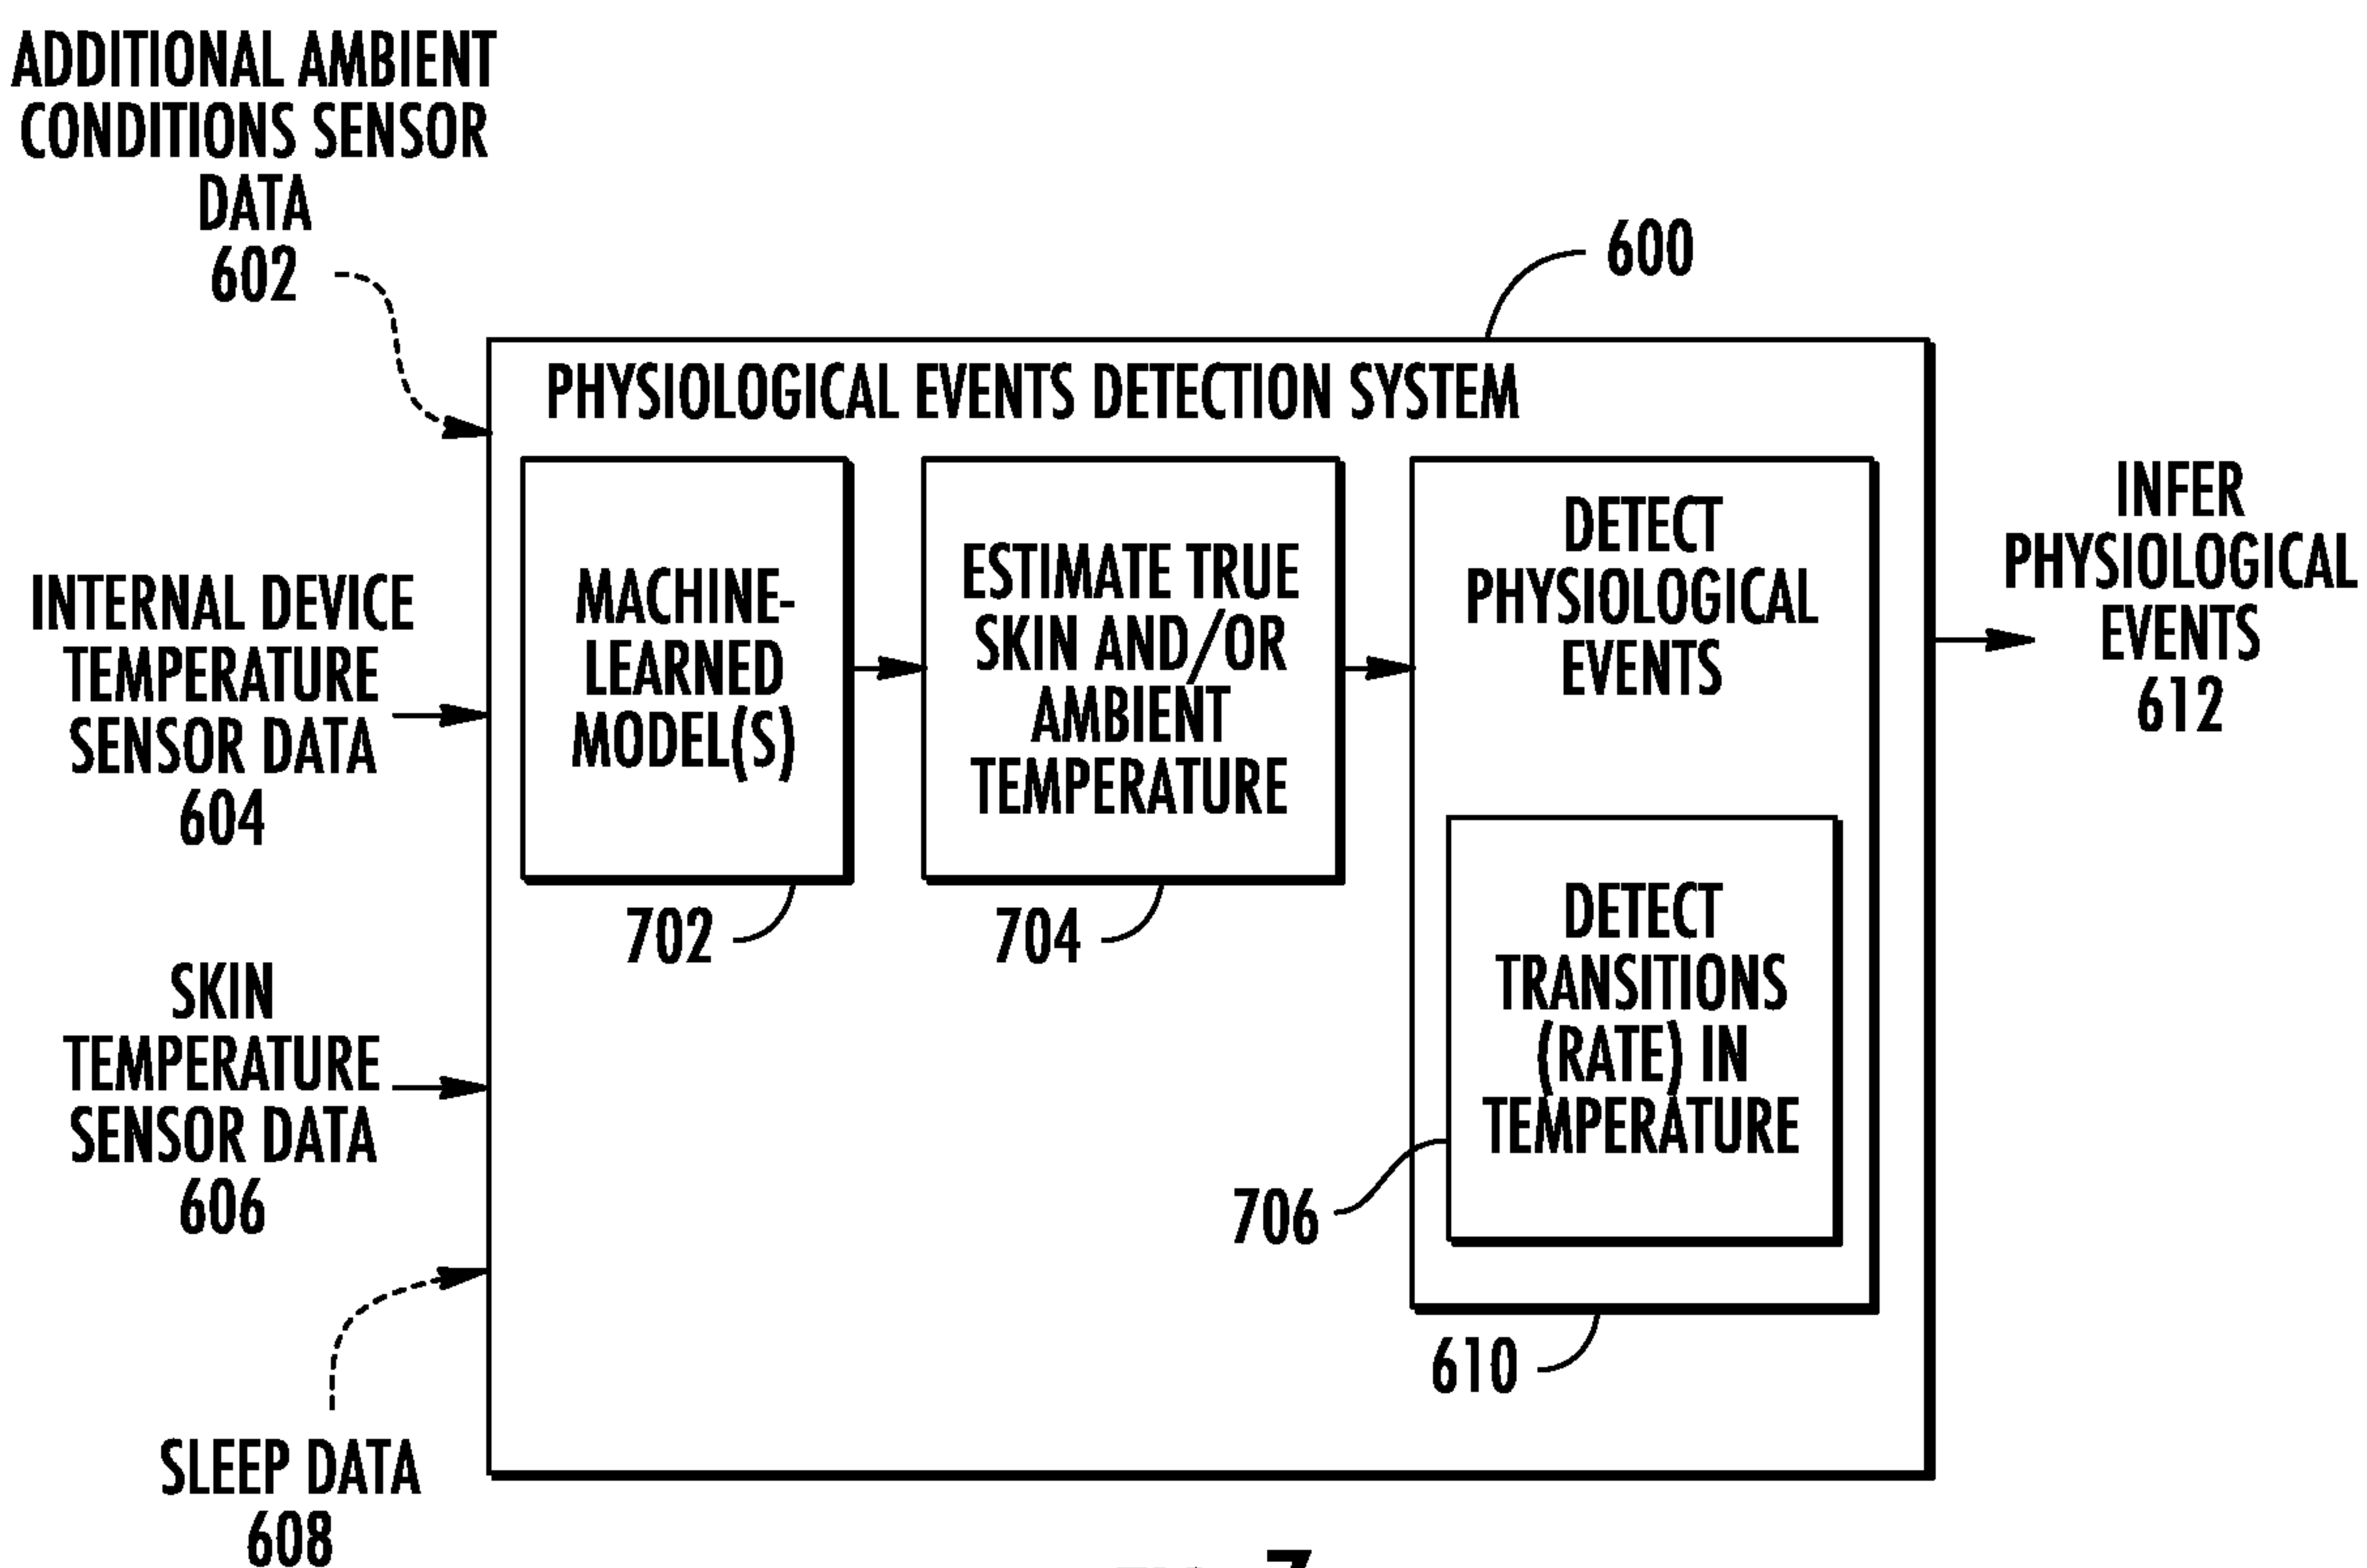 ADDITIONAL AMBIENT
CONDITIONS SENSOR
DATA
602
600
PHYSIOLOGICAL EVENTS DETECTION SYSTEM
INTERNAL DEVICE
TEMPERATURE
SENSOR DATA
604
SKIN
TEMPERATURE
SENSOR DATA
606
SLEEP DATA
608
MACHINE-
LEARNED
MODEL(S)
702
ESTIMATE TRUE
SKIN AND/OR
AMBIENT
TEMPERATURE
704
DETECT
PHYSIOLOGICAL
EVENTS
DETECT
TRANSITIONS
(RATE) IN
TEMPERATURE
706
610
INFER
PHYSIOLOGICAL
EVENTS
612